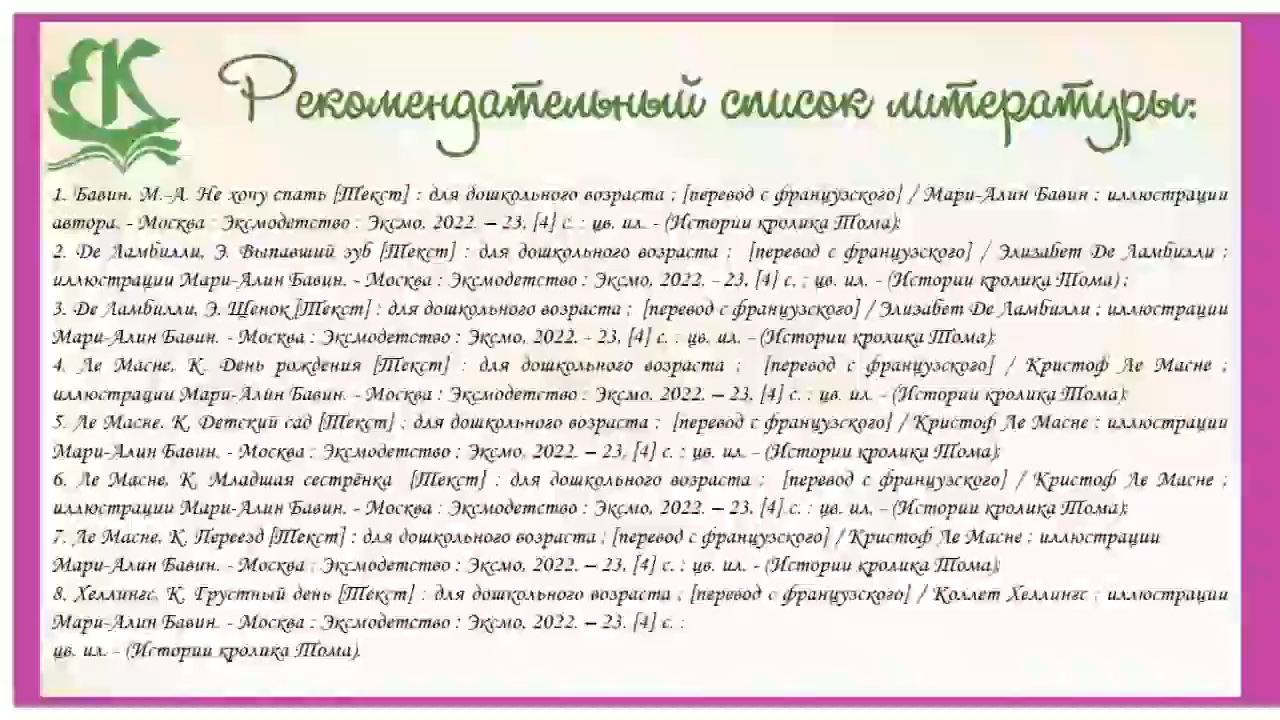 ЕК
Рекомендательный список литературы:
1. Бавин, М.-А. Не хочу спать [Текст] : для дошкольного возраста ; [перевод с французского] / Мари-Алин Бавин ; иллюстрации
автора. - Москва : Эксмодетство : Эксмо, 2022. – 23, [4] с. : цв. ил. - (Истории кролика Тома);
2. Де Ламбилли, Э. Выпавший зуб [Текст] : для дошкольного возраста ; [перевод с французского] / Элизабет Де Ламбилли ;
иллюстрации Мари-Алин Бавин. - Москва : Эксмодетство : Эксмо, 2022. - 23, [4] с. : цв. ил. - (Истории кролика Тома) ;
3. Де Ламбилли, Э. Щенок [Текст] : для дошкольного возраста ; [перевод с французского] / Элизабет Де Ламбилли ; иллюстрации
Мари-Алин Бавин. - Москва : Эксмодетство : Эксмо, 2022. - 23, [4] с. : цв. ил. - (Истории кролика Тома);
4. Ле Масне, К. День рождения [Текст] : для дошкольного возраста ; [перевод с французского] / Кристоф Ле Масне ;
иллюстрации Мари-Алин Бавин. - Москва : Эксмодетство : Эксмо, 2022. – 23, [4] с. : цв. ил. - (Истории кролика Тома);
5. Ле Масне, К. Детский сад [Текст] : для дошкольного возраста ; [перевод с французского] / Кристоф Ле Масне ; иллюстрации
Мари-Алин Бавин. - Москва : Эксмодетство : Эксмо, 2022. – 23, [4] с. : цв. ил. - (Истории кролика Тома);
6. Ле Масне, К. Младшая сестрёнка [Текст] : для дошкольного возраста ; [перевод с французского] / Кристоф Ле Масне ;
иллюстрации Мари-Алин Бавин. - Москва : Эксмодетство : Эксмо, 2022. – 23, [4] с. : цв. ил. - (Истории кролика Тома);
7. Ле Масне, К. Переезд [Текст] : для дошкольного возраста ; [перевод с французского] / Кристоф Ле Масне ; иллюстрации
Мари-Алин Бавин. - Москва : Эксмодетство : Эксмо, 2022. – 23, [4] с. : цв. ил. - (Истории кролика Тома);
8. Хеллингс, К. Грустный день [Текст] : для дошкольного возраста ; [перевод с французского] / Коллет Хеллингс ; иллюстрации
Мари-Алин Бавин. - Москва : Эксмодетство : Эксмо, 2022. – 23, [4] с. :
цв. ил. - (Истории кролика Тома).